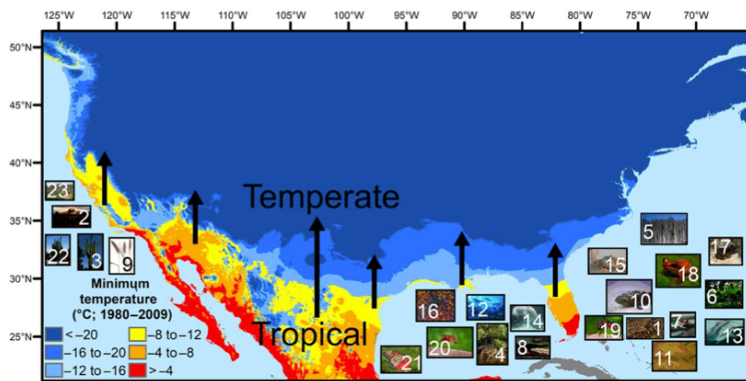 125°W 120°W 115°W 110°W 105°W 100°W 95°W 90°W 85°W 80°W 75°W 70°W
50°N
45°N
40°N
35°N
30°N
25°N
Temperate
Tropical
23
2
22 3 9
Minimum
temperature
(°C; 1980–2009)
< –20
–16 to –20
–12 to –16
–8 to –12
–4 to –8
> –4
5
15
17
18
10
6
16
12
14
19
1
7
13
20
4
8
21
11